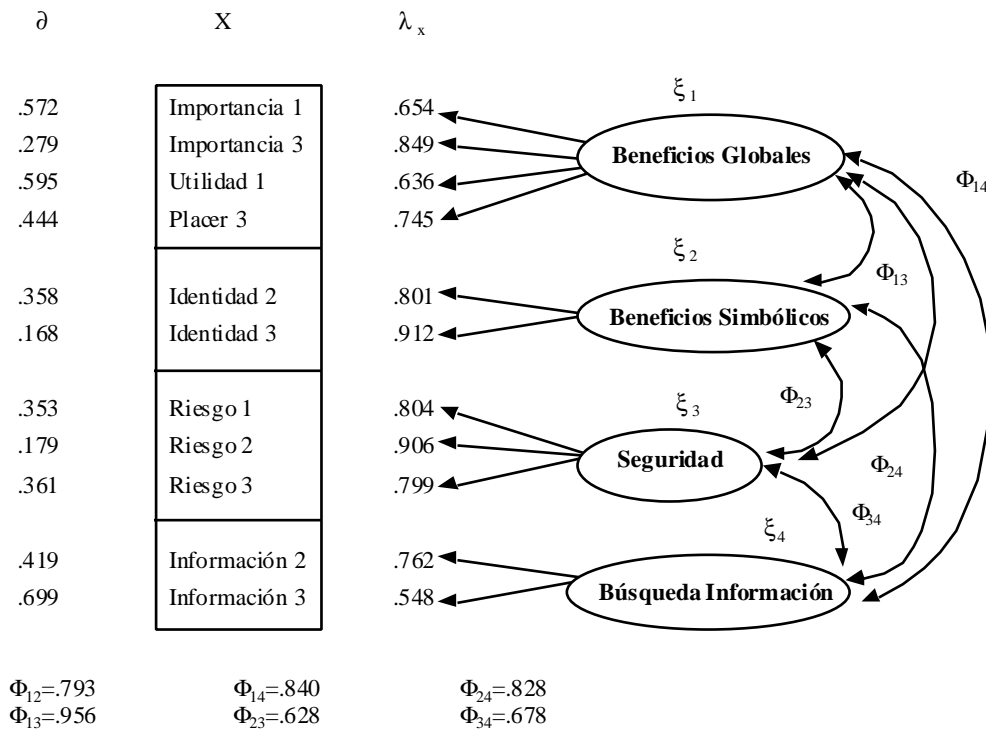 ∂ X λx
ξ1
.572 Importancia 1 .654
.279 Importancia 3 .849 Beneficios Globales
Φ14
.595 Utilidad 1 .636
.444 Placer 3 .745
ξ2
Φ13
.358 Identidad 2 .801
Beneficios Simbólicos
.168 Identidad 3 .912
Φ23
ξ3
.353 Riesgo 1 .804
.179 Riesgo 2 .906
Seguridad
Φ24
.361 Riesgo 3 .799
Φ34
ξ4
.419 Información 2 .762
Búsqueda Información
.699 Información 3 .548
Φ12=.793 Φ14=.840 Φ24=.828
Φ13=.956 Φ23=.628 Φ34=.678